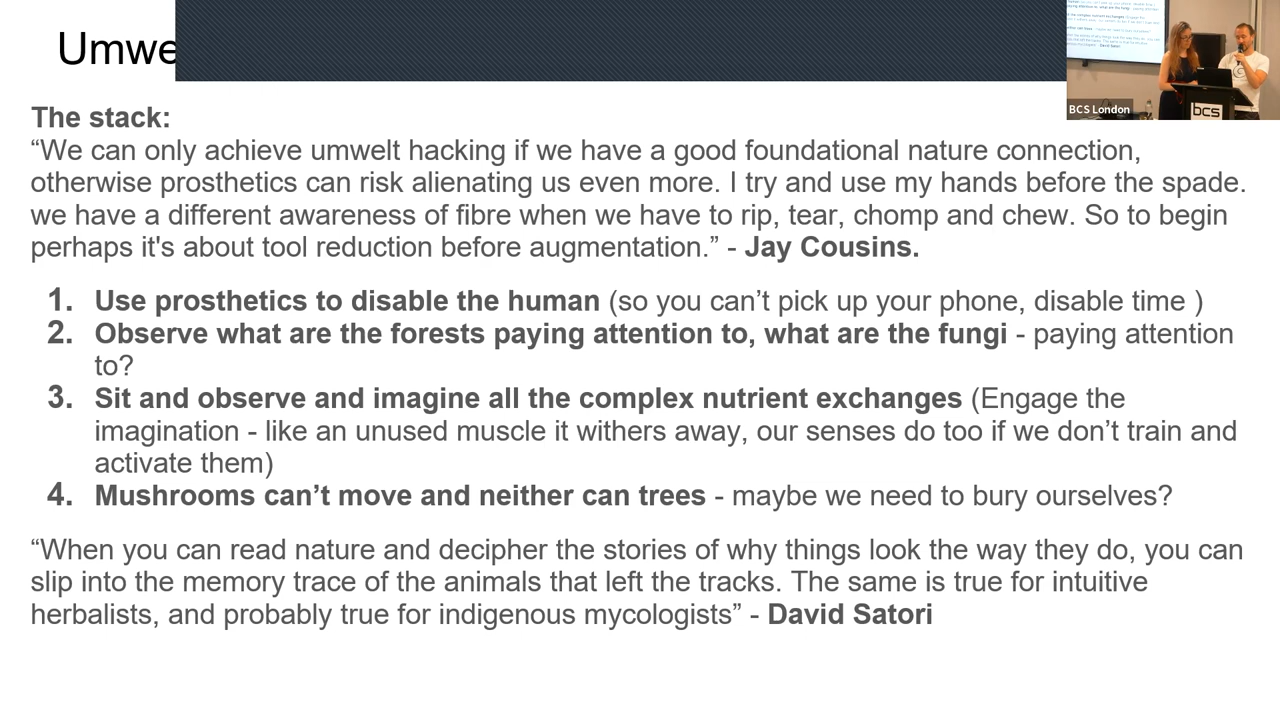 Umwe
The stack:
“We can only achieve umwelt hacking if we have a good foundational nature connection,
otherwise prosthetics can risk alienating us even more. I try and use my hands before the spade.
we have a different awareness of fibre when we have to rip, tear, chomp and chew. So to begin
perhaps it's about tool reduction before augmentation.” - Jay Cousins.
1. Use prosthetics to disable the human (so you can’t pick up your phone, disable time )
2. Observe what are the forests paying attention to, what are the fungi - paying attention
to?
3. Sit and observe and imagine all the complex nutrient exchanges (Engage the
imagination - like an unused muscle it withers away, our senses do too if we don’t train and
activate them)
4. Mushrooms can’t move and neither can trees - maybe we need to bury ourselves?
“When you can read nature and decipher the stories of why things look the way they do, you can
slip into the memory trace of the animals that left the tracks. The same is true for intuitive
herbalists, and probably true for indigenous mycologists” - David Satori
BCS London
bcs